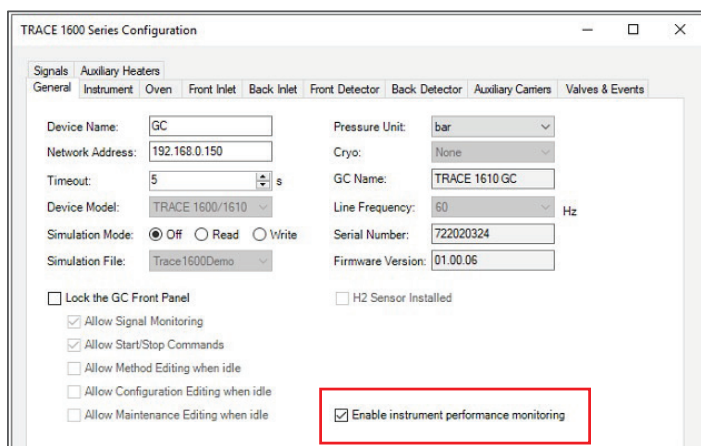 TRACE 1600 Series Configuration
Signals Auxiliary Heaters
General Instrument Oven Front Inlet Back Inlet Front Detector Back Detector Auxiliary Carriers Valves & Events
Device Name: GC Pressure Unit: bar
Network Address: 192.168.0.150 Cryo: None
Timeout: 5 s GC Name: TRACE 1610 GC
Device Model: TRACE 1600/1610 Line Frequency: 60 Hz
Simulation Mode: Off Read Write Serial Number: 722020324
Simulation File: Trace1600Demo Firmware Version: 01.00.06
Lock the GC Front Panel H2 Sensor Installed
Allow Signal Monitoring
Allow Start/Stop Commands
Allow Method Editing when idle
Allow Configuration Editing when idle
Allow Maintenance Editing when idle Enable instrument performance monitoring